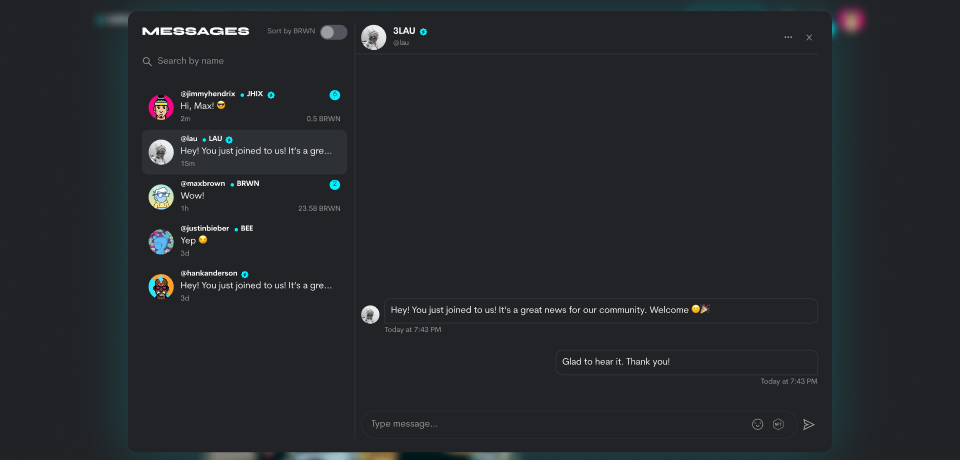 MESSAGES
Sort by BRWN
Search by name
@jimmyhendrix • JHIX
Hi, Max! 😎
2m
0.5 BRWN
@lau • LAU
Hey! You just joined to us! It's a gre...
15m
@maxbrown • BRWN
Wow!
1h
23.58 BRWN
@justinbieber • BEE
Yep 😏
3d
@hankanderson
Hey! You just joined to us! It's a gre...
3d
3LAU
@lau
Hey! You just joined to us! It's a great news for our community. Welcome 😊🎉
Today at 7:43 PM
Glad to hear it. Thank you!
Today at 7:43 PM
Type message...